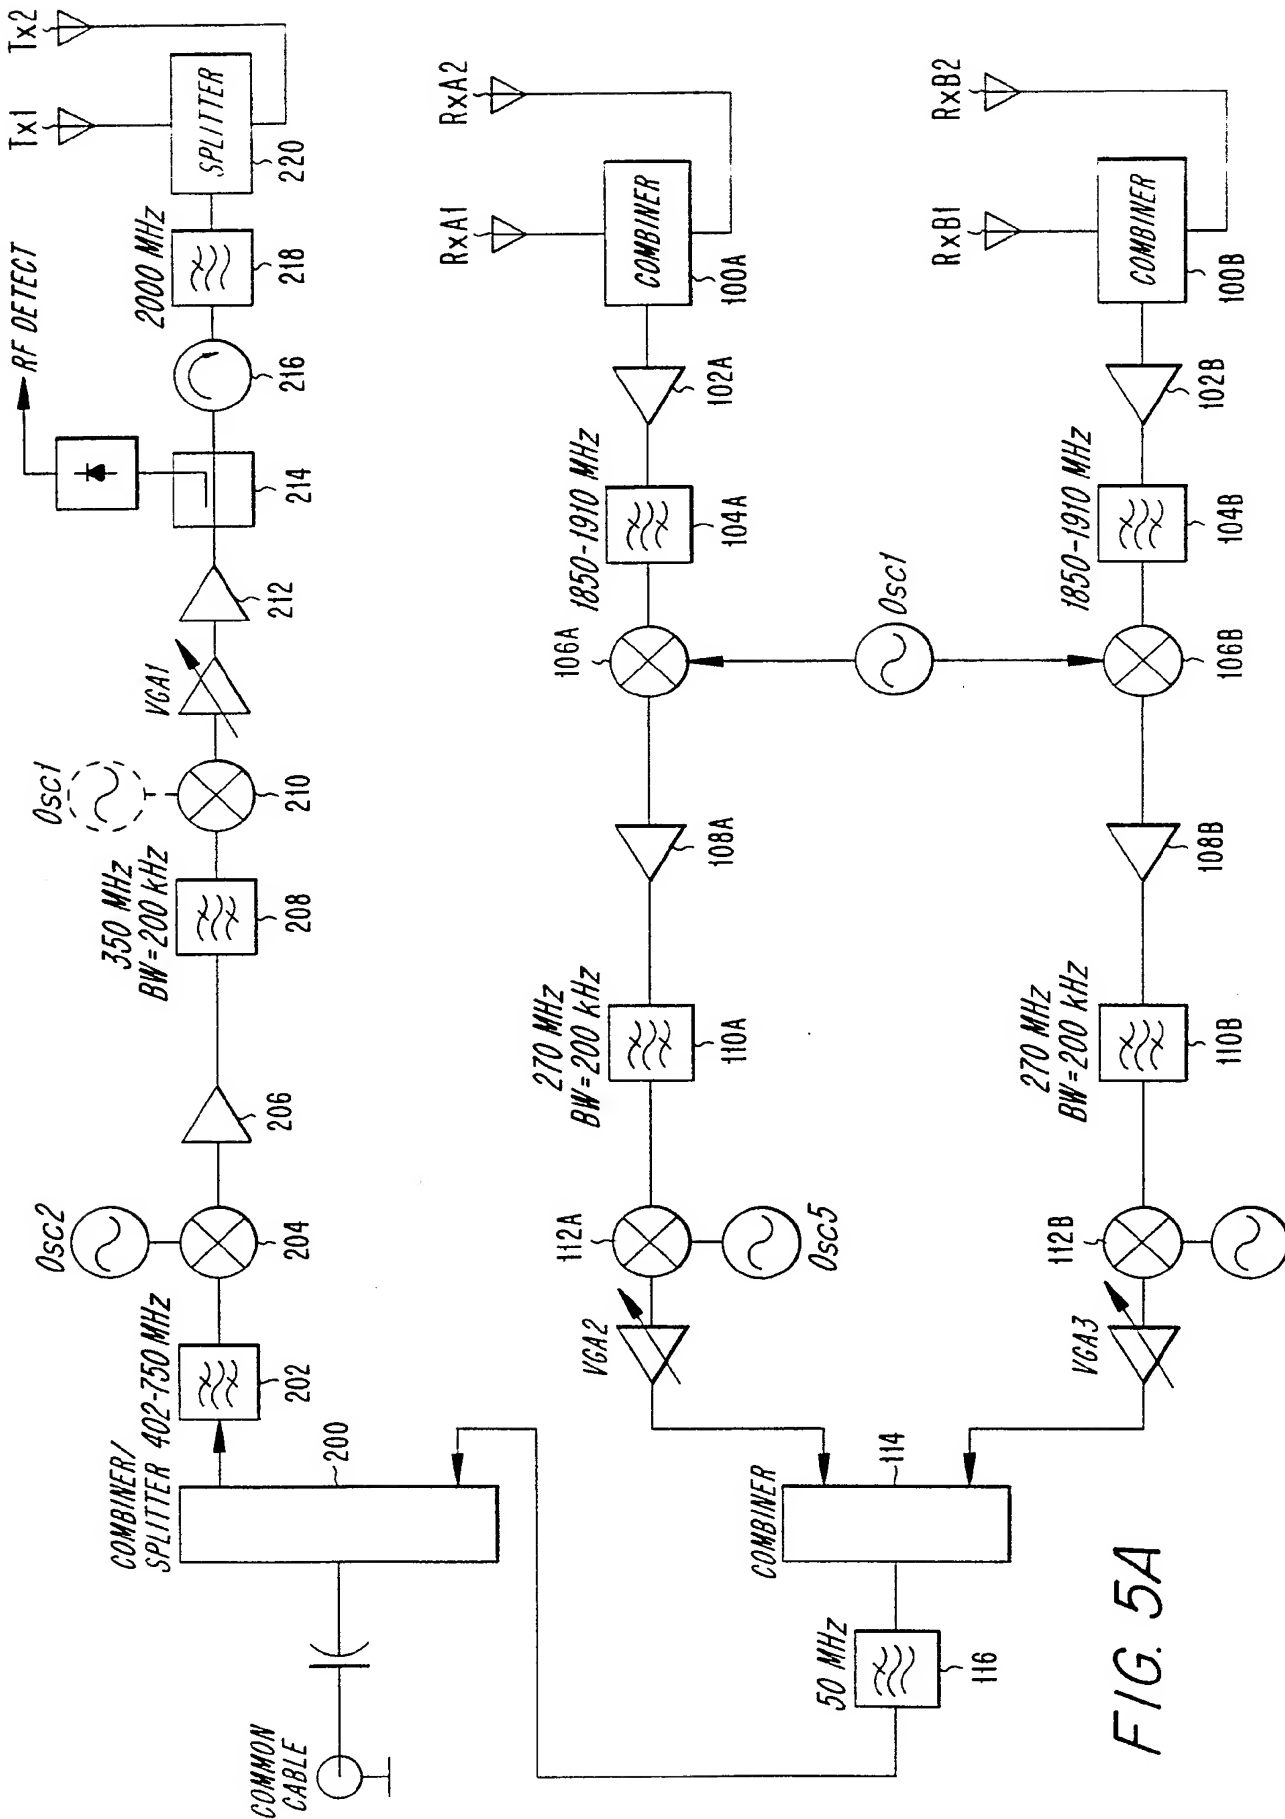 Tx1
Tx2
SPLITTER
220
2000 MHz
218
RF DETECT
216
214
212
VGA1
Osc1
210
350 MHz
BW=200 kHz
208
206
Osc2
204
402-750 MHz
202
COMBINER/
SPLITTER
200
COMMON
CABLE
RxA1
RxA2
COMBINER
100A
102A
1850-1910 MHz
104A
106A
Osc1
108A
270 MHz
BW=200 kHz
110A
112A
Osc5
VGA2
RxB1
RxB2
COMBINER
100B
102B
1850-1910 MHz
104B
106B
108B
270 MHz
BW=200 kHz
110B
112B
VGA3
COMBINER
114
50 MHz
116
FIG. 5A